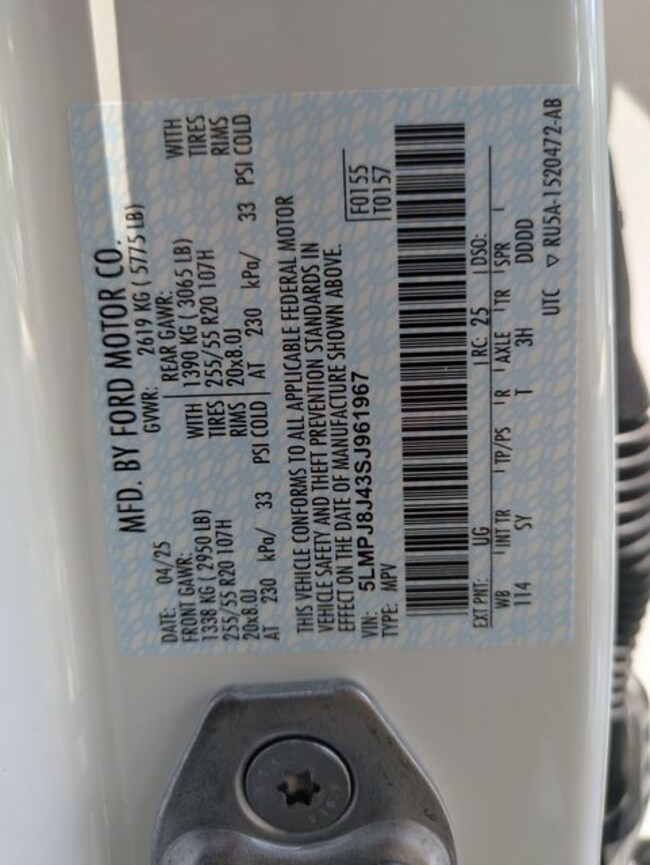 MFD. BY FORD MOTOR CO.
DATE: 04/25 GVWR: 2619 KG ( 5775 LB)
FRONT GAWR: REAR GAWR:
1338 KG ( 2950 LB) WITH 1390 KG ( 3065 LB) WITH
255/55 R20 107H TIRES 255/55 R20 107H TIRES
20x8.0J RIMS 20x8.0J RIMS
AT 230 kPa/ 33 PSI COLD AT 230 kPa/ 33 PSI COLD
THIS VEHICLE CONFORMS TO ALL APPLICABLE FEDERAL MOTOR
VEHICLE SAFETY AND THEFT PREVENTION STANDARDS IN
EFFECT ON THE DATE OF MANUFACTURE SHOWN ABOVE.
VIN: 5LMPJ8J43SJ961967 F0155
TYPE: MPV T0157
EXT PNT: UG RC: 25 DSO:
WB INT TR TP/PS R AXLE TR SPR
114 SY T 3H DDDD
UTC ▽ RU5A-1520472-AB